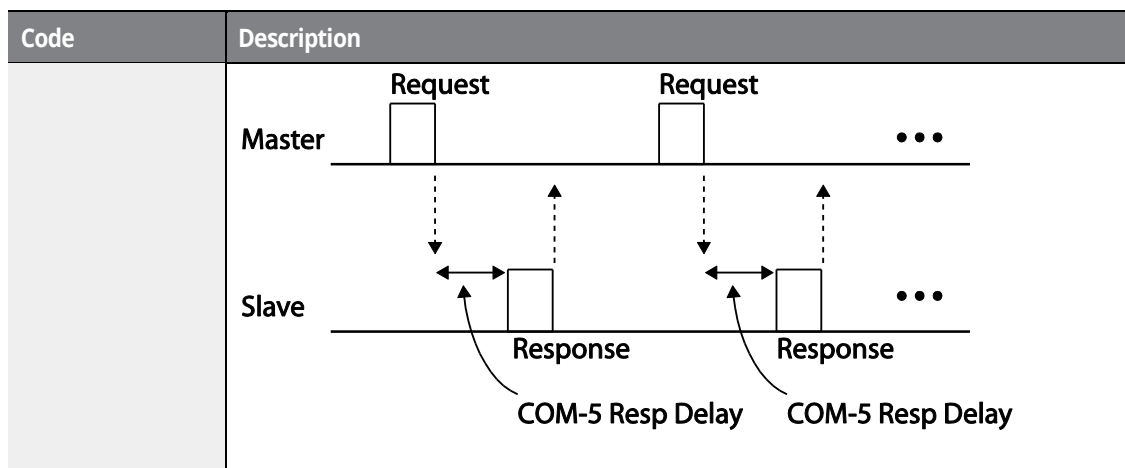 Code Description
Request Request
Master •••
Slave •••
Response Response
COM-5 Resp Delay COM-5 Resp Delay